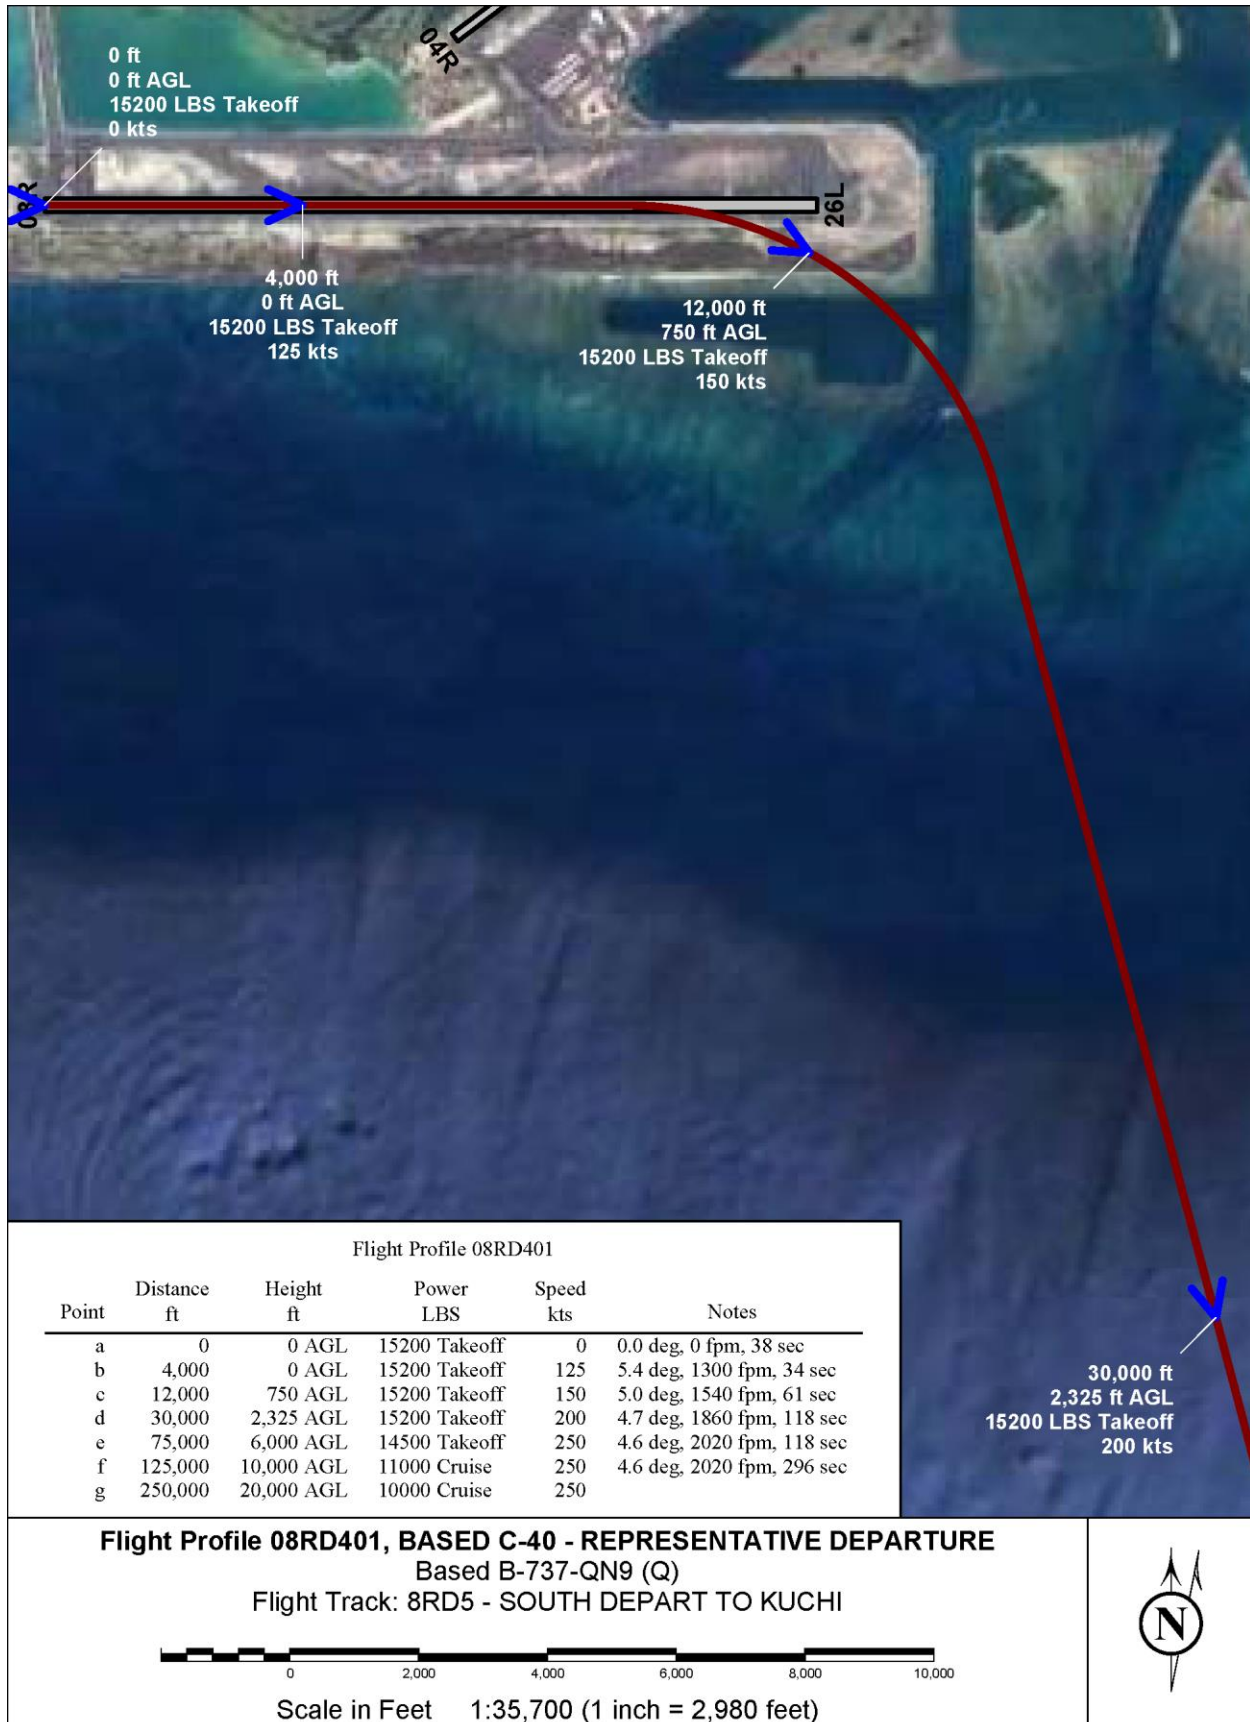 04R
0 ft
0 ft AGL
15200 LBS Takeoff
0 kts
08R
26L
4,000 ft
0 ft AGL
15200 LBS Takeoff
125 kts
12,000 ft
750 ft AGL
15200 LBS Takeoff
150 kts
30,000 ft
2,325 ft AGL
15200 LBS Takeoff
200 kts
Flight Profile 08RD401
Distance Height Power Speed
Point ft ft LBS kts Notes
a 0 0 AGL 15200 Takeoff 0 0.0 deg, 0 fpm, 38 sec
b 4,000 0 AGL 15200 Takeoff 125 5.4 deg, 1300 fpm, 34 sec
c 12,000 750 AGL 15200 Takeoff 150 5.0 deg, 1540 fpm, 61 sec
d 30,000 2,325 AGL 15200 Takeoff 200 4.7 deg, 1860 fpm, 118 sec
e 75,000 6,000 AGL 14500 Takeoff 250 4.6 deg, 2020 fpm, 118 sec
f 125,000 10,000 AGL 11000 Cruise 250 4.6 deg, 2020 fpm, 296 sec
g 250,000 20,000 AGL 10000 Cruise 250
Flight Profile 08RD401, BASED C-40 - REPRESENTATIVE DEPARTURE
Based B-737-QN9 (Q)
Flight Track: 8RD5 - SOUTH DEPART TO KUCHI
0 2,000 4,000 6,000 8,000 10,000
Scale in Feet 1:35,700 (1 inch = 2,980 feet)
N